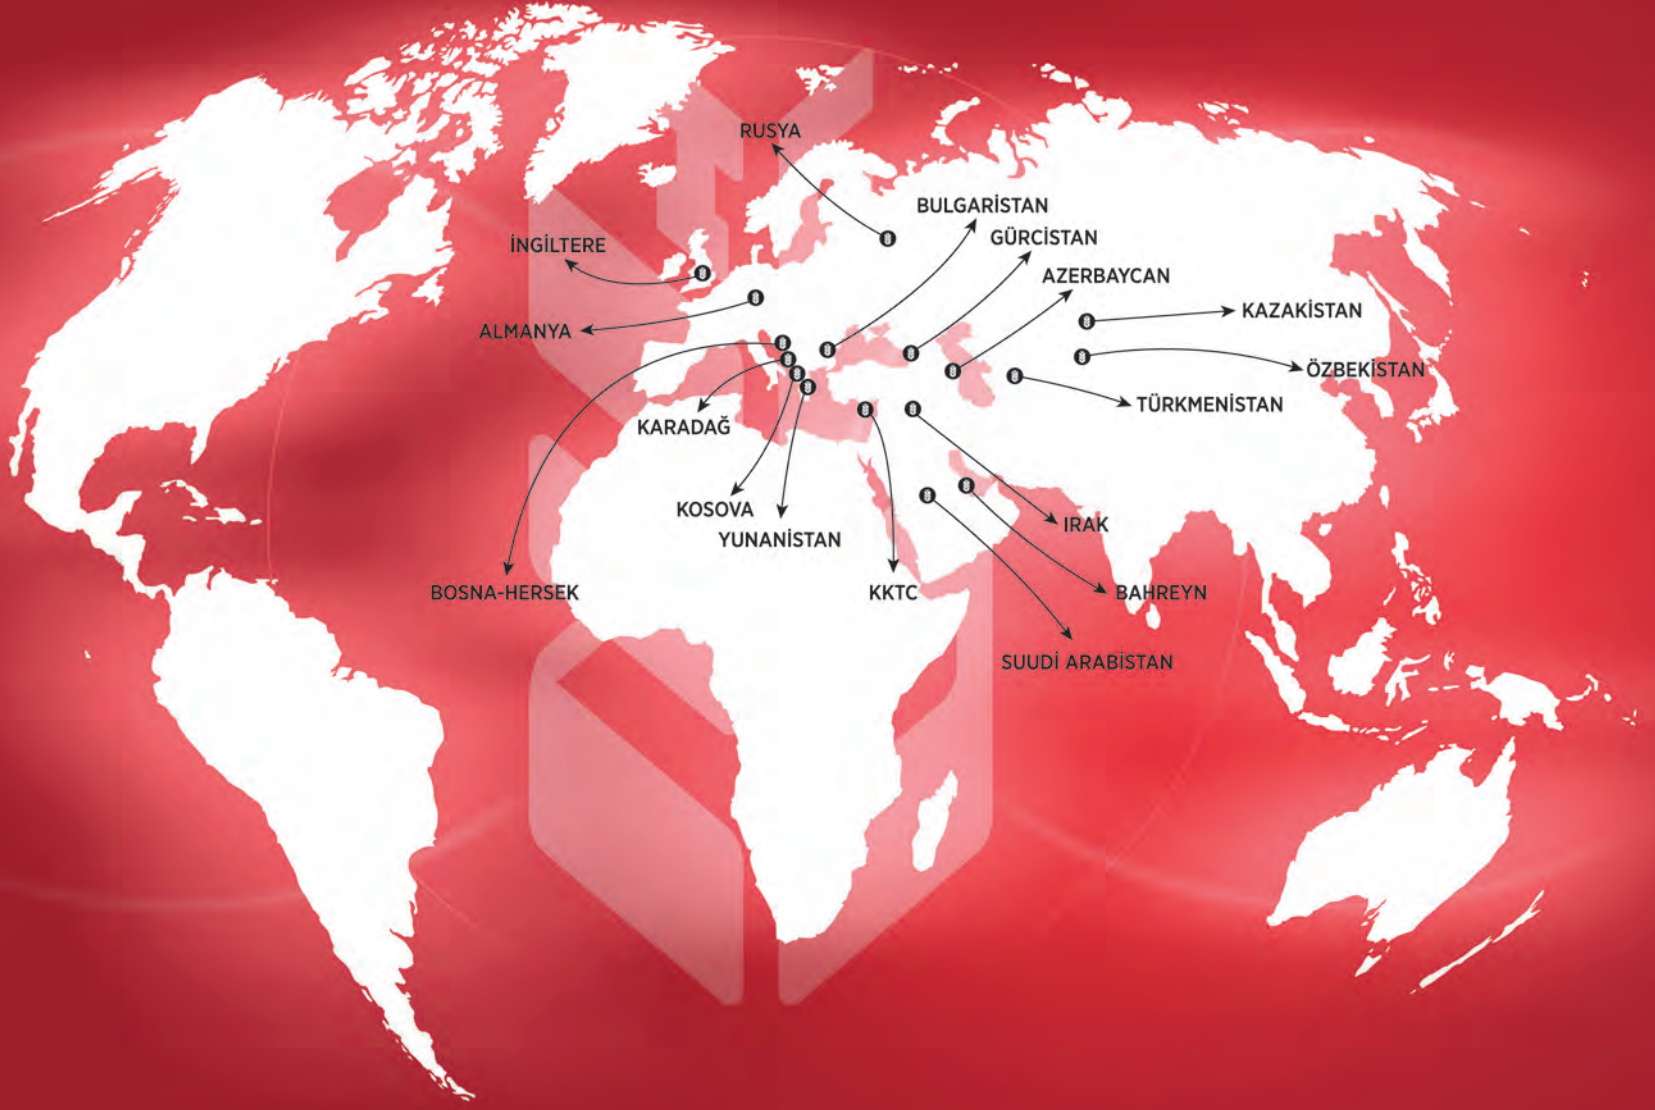 RUSYA
BULGARİSTAN
GÜRCİSTAN
İNGİLTERE
AZERBAYCAN
KAZAKİSTAN
ALMANYA
ÖZBEKİSTAN
TÜRKMENİSTAN
KARADAĞ
KOSOVA
IRAK
YUNANİSTAN
BOSNA-HERSEK
KKTC
BAHREYN
SUUDİ ARABİSTAN